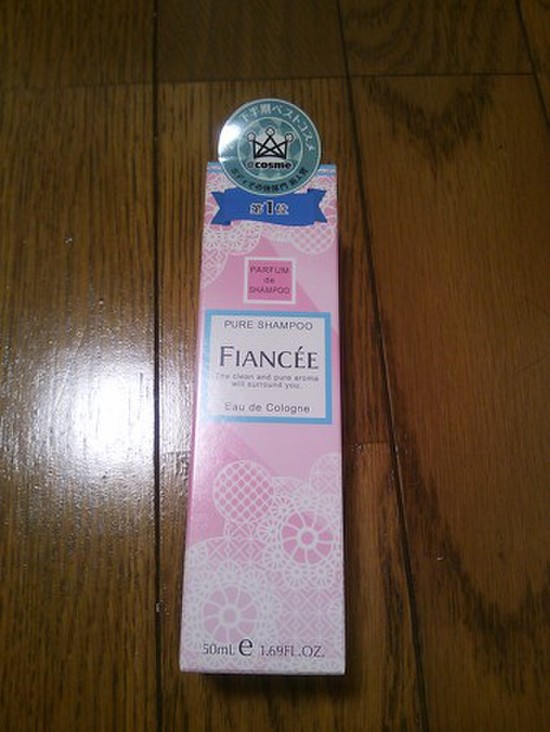 下半期ベストコスメ
@cosme
第1位
PARFUM
de
SHAMPOO
PURE SHAMPOO
FIANCÉE
The clean and pure aroma
will surround you.
Eau de Cologne
50mL e 1.69FL.OZ.